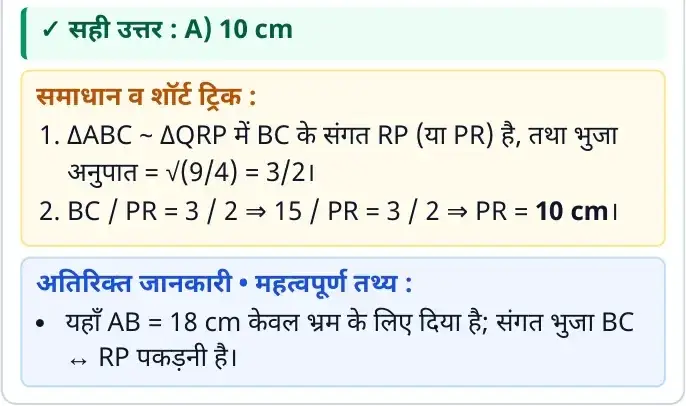 ✓ सही उत्तर : A) 10 cm
समाधान व शॉर्ट ट्रिक :
1. ΔABC ~ ΔQRP में BC के संगत RP (या PR) है, तथा भुजा
अनुपात = √(9/4) = 3/2।
2. BC / PR = 3 / 2 ⇒ 15 / PR = 3 / 2 ⇒ PR = 10 cm।
अतिरिक्त जानकारी • महत्वपूर्ण तथ्य :
• यहाँ AB = 18 cm केवल भ्रम के लिए दिया है; संगत भुजा BC
↔ RP पकड़नी है।